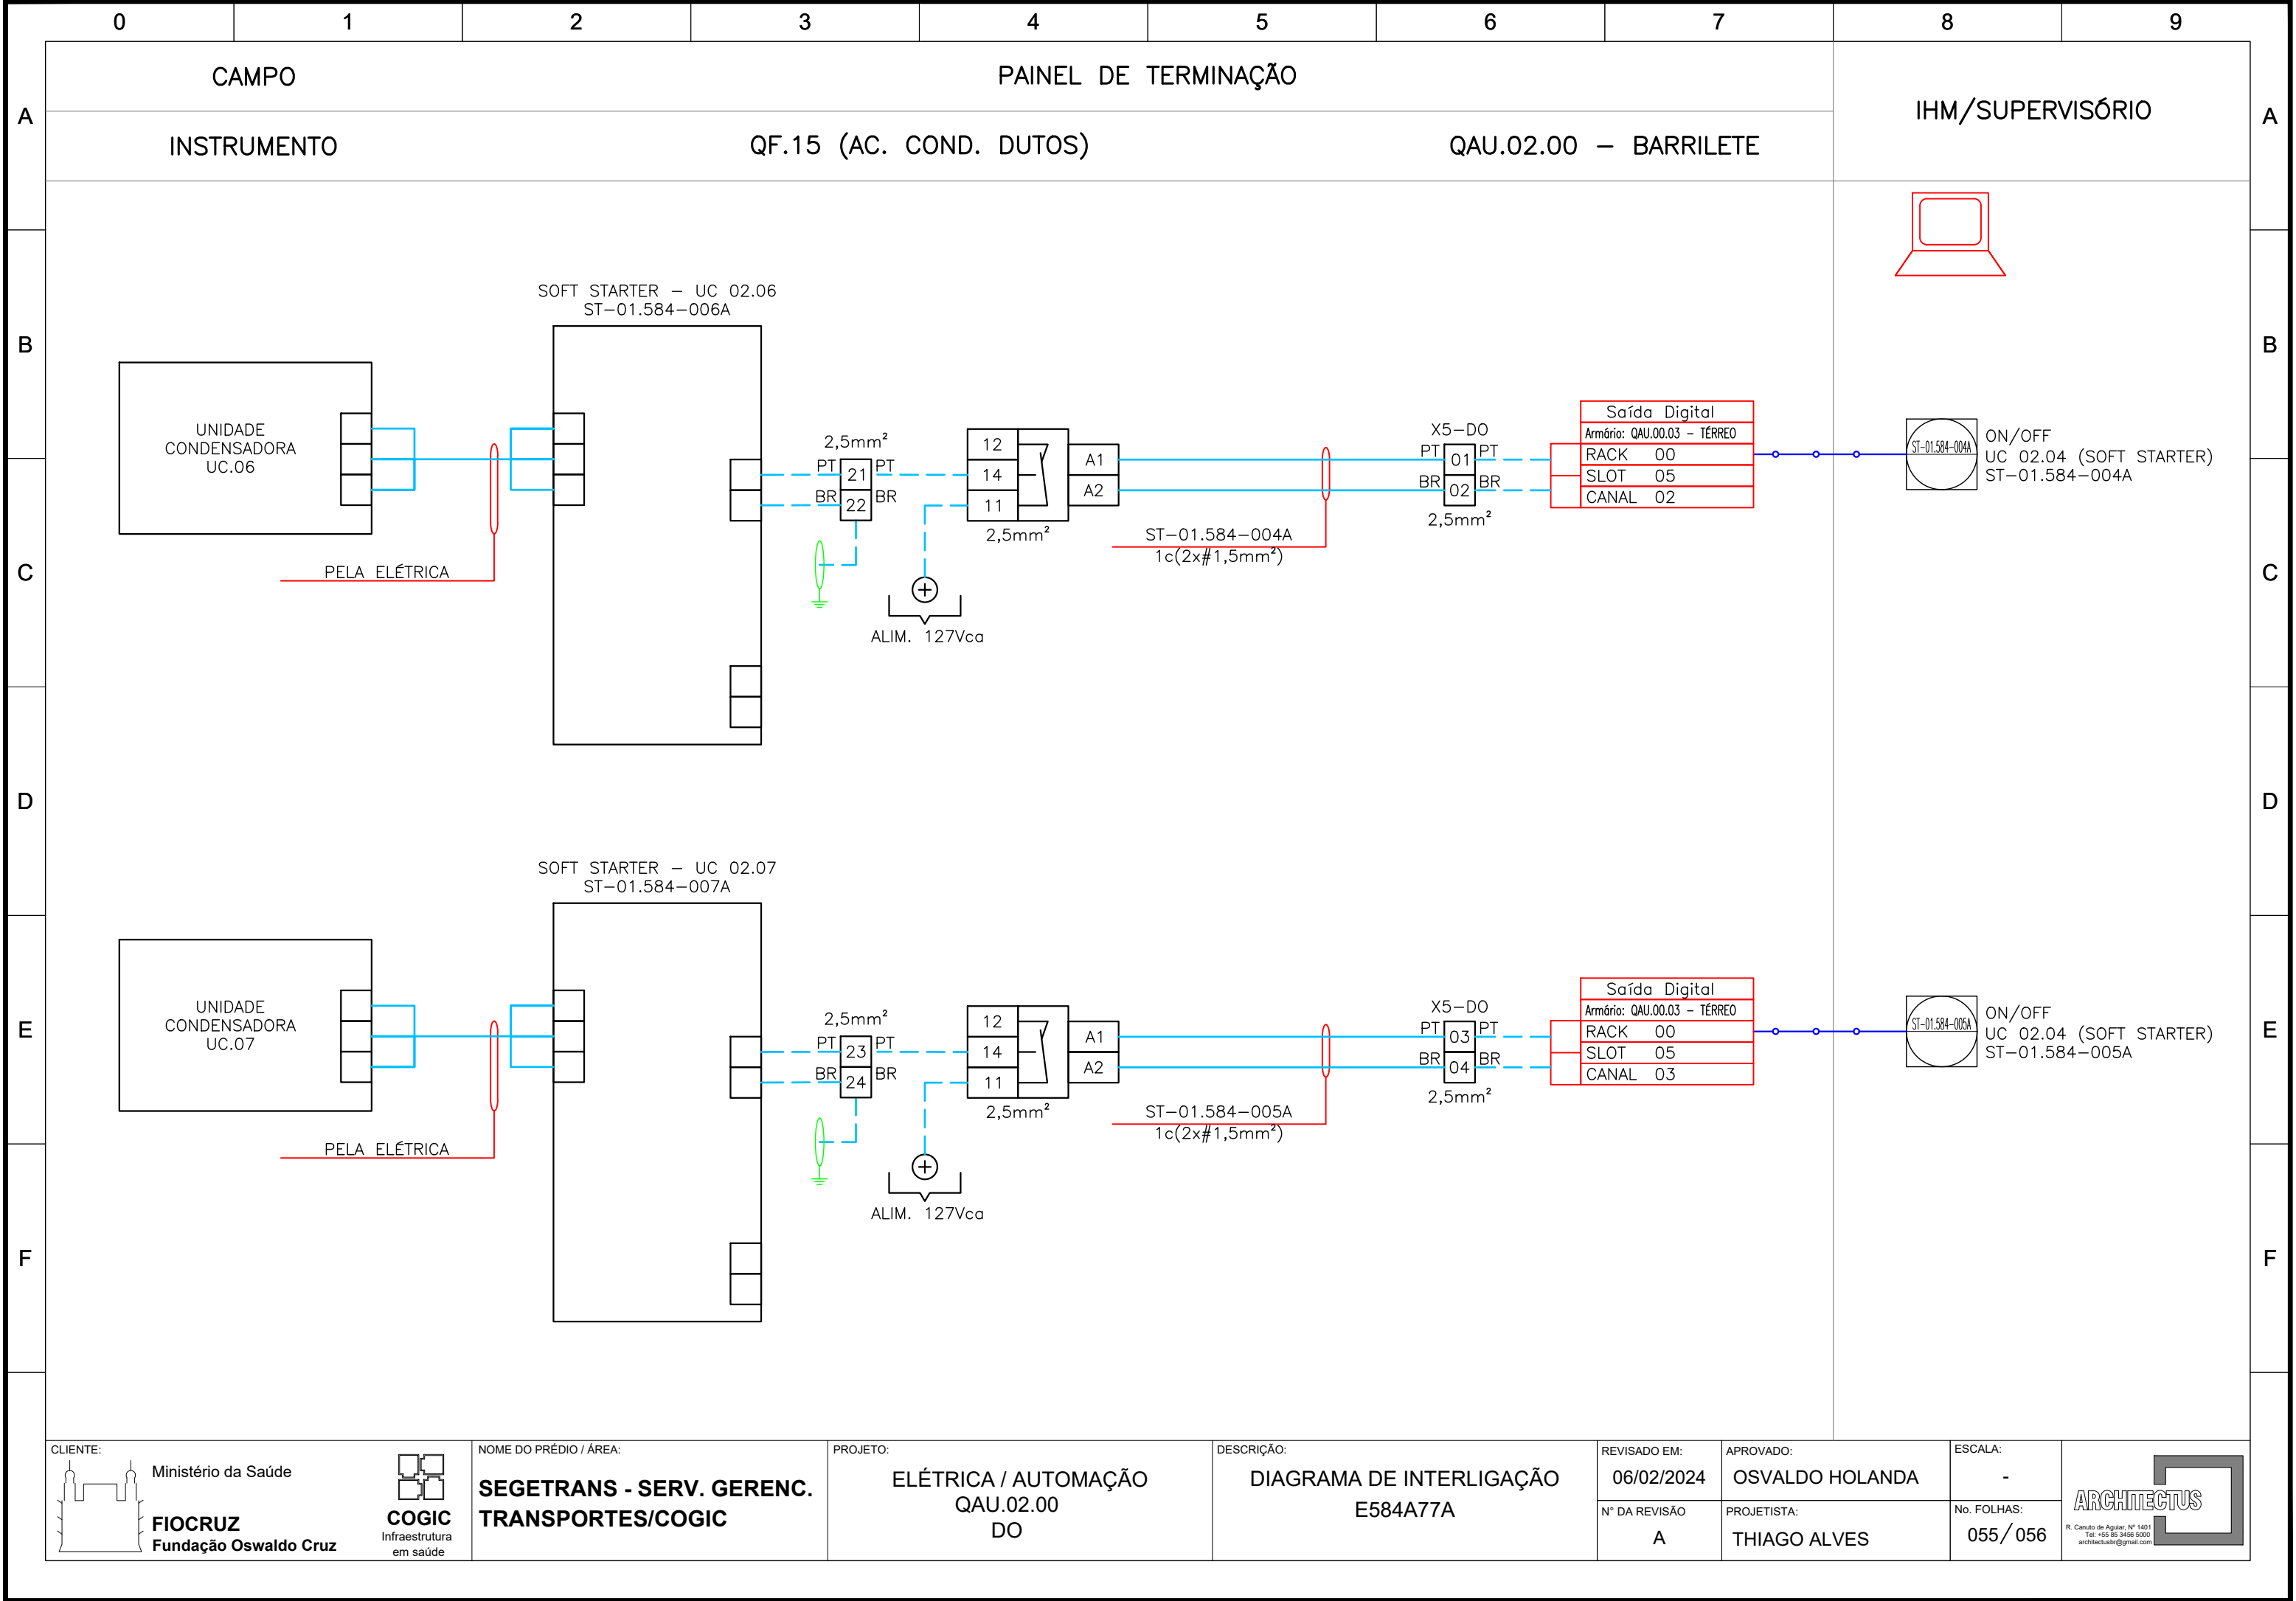 0 1 2 3 4 5 6 7 8 9
CAMPO
PAINEL DE TERMINAÇÃO
IHM/SUPERVISÓRIO
A
A
INSTRUMENTO
QF.15 (AC. COND. DUTOS)
QAU.02.00 – BARRILETE
B
B
SOFT STARTER – UC 02.06
ST–01.584–006A
UNIDADE
CONDENSADORA
UC.06
PELA ELÉTRICA
2,5mm²
PT 21 PT
BR 22 BR
12
14
11
A1
A2
2,5mm²
ALIM. 127Vca
ST–01.584–004A
1c(2x#1,5mm²)
X5–DO
PT 01 PT
BR 02 BR
2,5mm²
Saída Digital
Armário: QAU.00.03 – TÉRREO
RACK 00
SLOT 05
CANAL 02
ST-01.584-004A
ON/OFF
UC 02.04 (SOFT STARTER)
ST–01.584–004A
C
C
D
D
SOFT STARTER – UC 02.07
ST–01.584–007A
UNIDADE
CONDENSADORA
UC.07
PELA ELÉTRICA
2,5mm²
PT 23 PT
BR 24 BR
12
14
11
A1
A2
2,5mm²
ALIM. 127Vca
ST–01.584–005A
1c(2x#1,5mm²)
X5–DO
PT 03 PT
BR 04 BR
2,5mm²
Saída Digital
Armário: QAU.00.03 – TÉRREO
RACK 00
SLOT 05
CANAL 03
ST-01.584-005A
ON/OFF
UC 02.04 (SOFT STARTER)
ST–01.584–005A
E
E
F
F
CLIENTE:
Ministério da Saúde
FIOCRUZ
Fundação Oswaldo Cruz
COGIC
Infraestrutura
em saúde
NOME DO PRÉDIO / ÁREA:
SEGETRANS - SERV. GERENC.
TRANSPORTES/COGIC
PROJETO:
ELÉTRICA / AUTOMAÇÃO
QAU.02.00
DO
DESCRIÇÃO:
DIAGRAMA DE INTERLIGAÇÃO
E584A77A
REVISADO EM:
06/02/2024
N° DA REVISÃO
A
APROVADO:
OSVALDO HOLANDA
PROJETISTA:
THIAGO ALVES
ESCALA:
-
No. FOLHAS:
055/056
ARCHITECTUS
R. Canuto de Aguiar, Nº 1401
Tel: +55 85 3456 5000
architectusbr@gmail.com